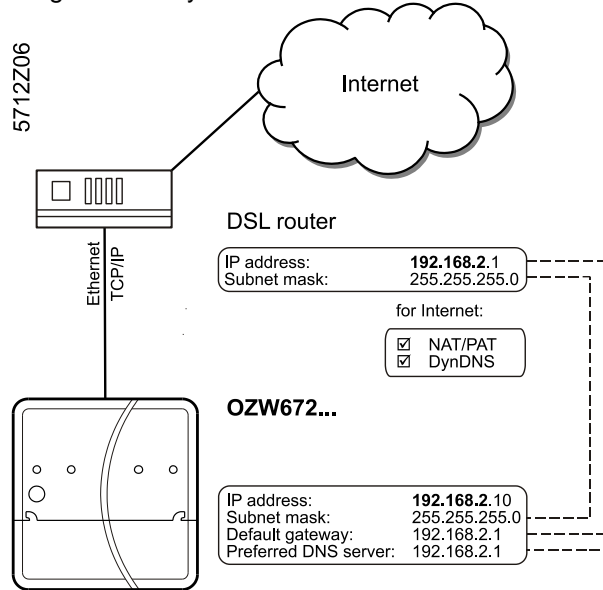 5712Z06
Internet
DSL router
IP address: 192.168.2.1
Subnet mask: 255.255.255.0
Ethernet
TCP/IP
for Internet:
☑ NAT/PAT
☑ DynDNS
OZW672...
IP address: 192.168.2.10
Subnet mask: 255.255.255.0
Default gateway: 192.168.2.1
Preferred DNS server: 192.168.2.1